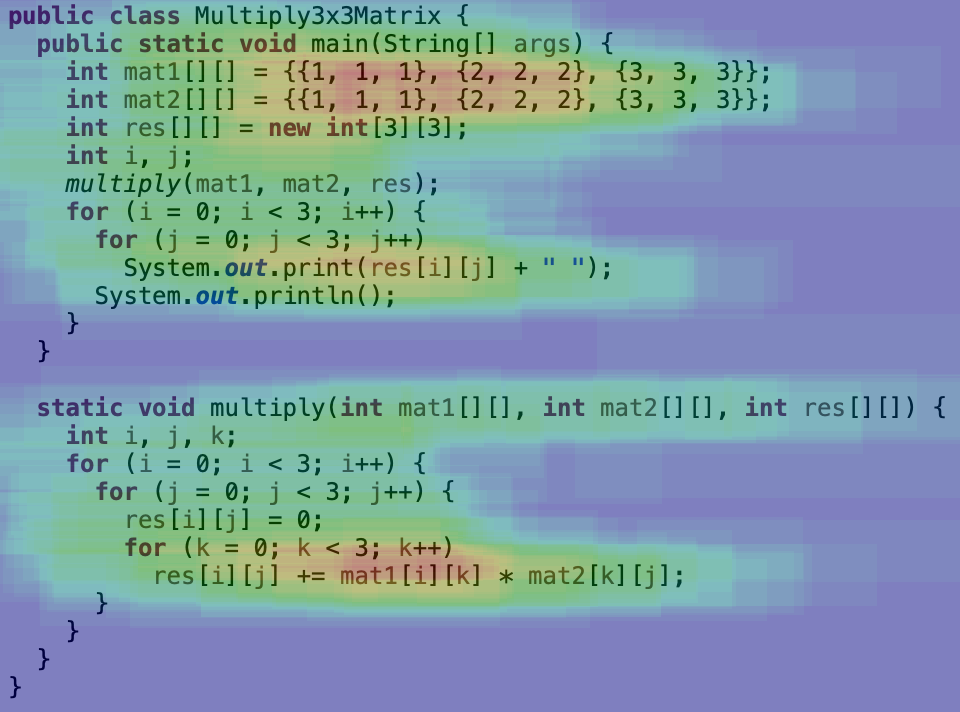 public class Multiply3x3Matrix {
  public static void main(String[] args) {
    int mat1[][] = {{1, 1, 1}, {2, 2, 2}, {3, 3, 3}};
    int mat2[][] = {{1, 1, 1}, {2, 2, 2}, {3, 3, 3}};
    int res[][] = new int[3][3];
    int i, j;
    multiply(mat1, mat2, res);
    for (i = 0; i < 3; i++) {
      for (j = 0; j < 3; j++)
        System.out.print(res[i][j] + " ");
      System.out.println();
    }
  }

  static void multiply(int mat1[][], int mat2[][], int res[][]) {
    int i, j, k;
    for (i = 0; i < 3; i++) {
      for (j = 0; j < 3; j++) {
        res[i][j] = 0;
        for (k = 0; k < 3; k++)
          res[i][j] += mat1[i][k] * mat2[k][j];
      }
    }
  }
}